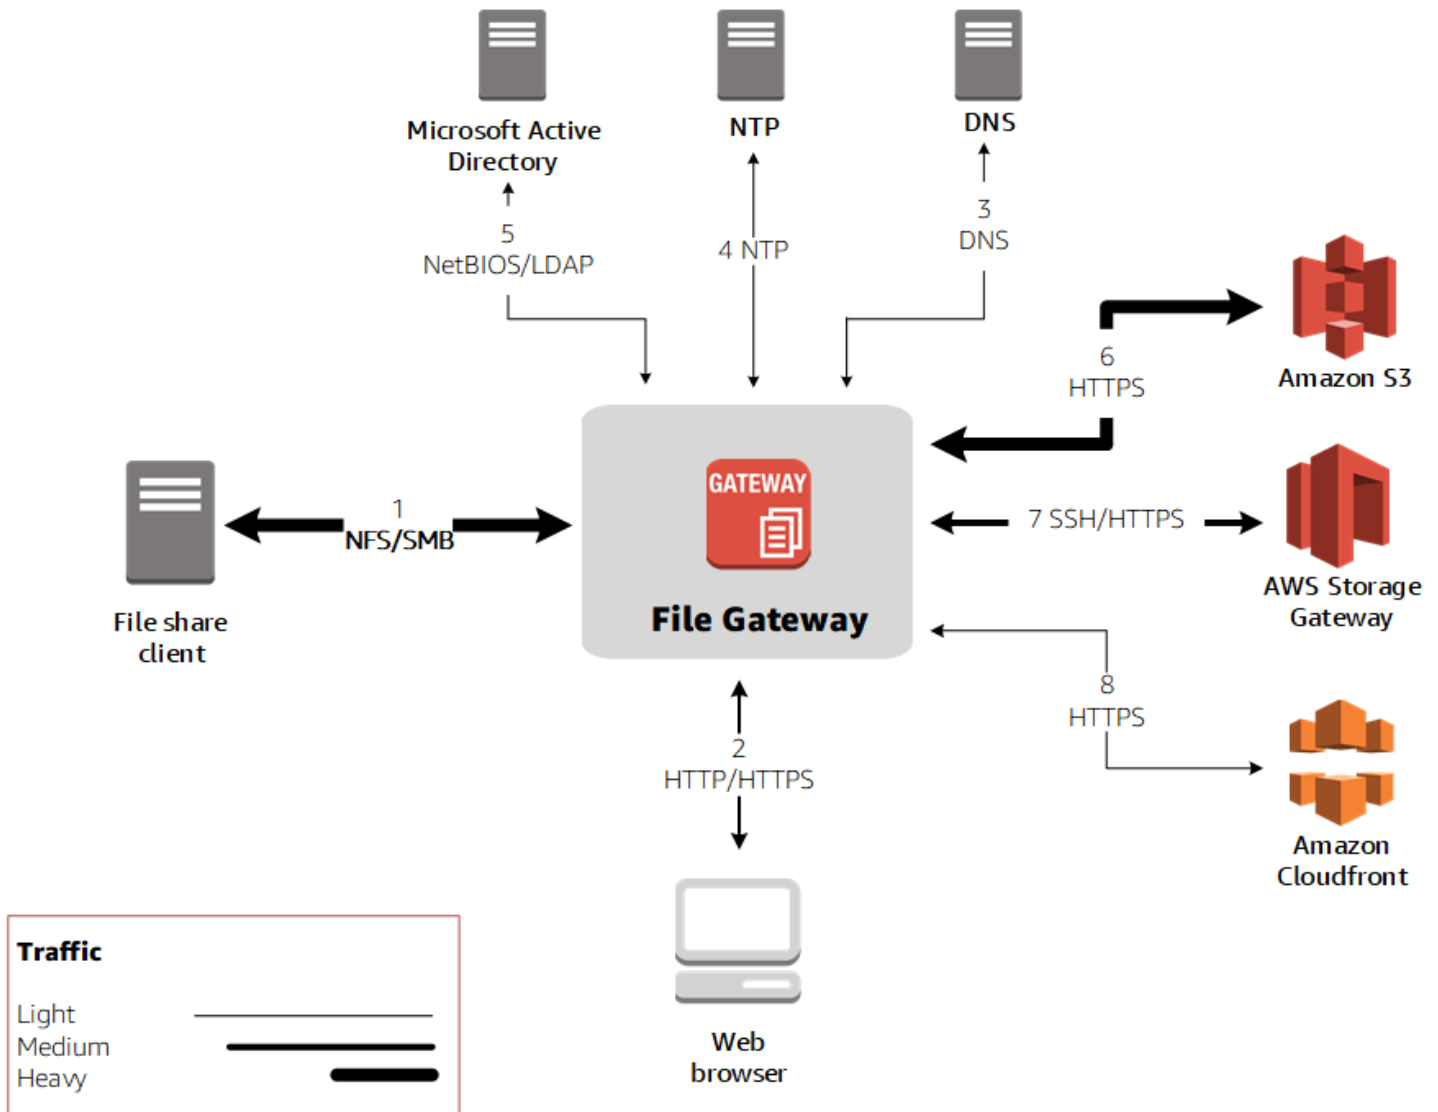 Microsoft Active
Directory
NTP
DNS
5
NetBIOS/LDAP
4 NTP
3
DNS
6
HTTPS
Amazon S3
GATEWAY
File Gateway
1
NFS/SMB
File share
client
7 SSH/HTTPS
AWS Storage
Gateway
8
HTTPS
Amazon
Cloudfront
2
HTTP/HTTPS
Web
browser
Traffic
Light
Medium
Heavy